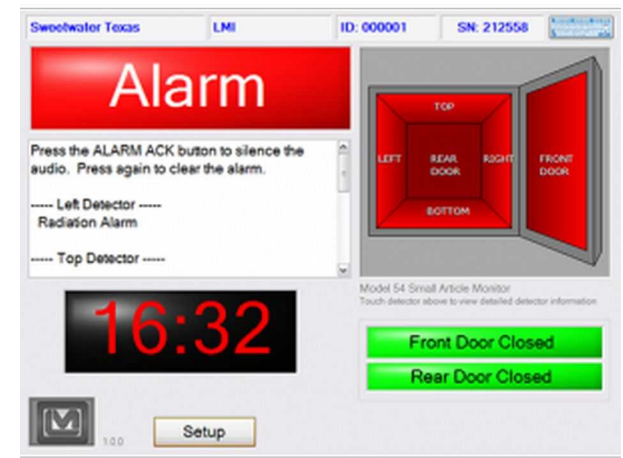 Sweetwater Texas LMI ID: 000001 SN: 212558
Alarm
Press the ALARM ACK button to silence the
audio. Press again to clear the alarm.
----- Left Detector -----
Radiation Alarm
----- Top Detector -----
TOP
LEFT REAR DOOR RIGHT FRONT DOOR
BOTTOM
Model 54 Small Article Monitor
Touch detector above to view detailed detector information
16:32
Front Door Closed
Rear Door Closed
1.0.0
Setup